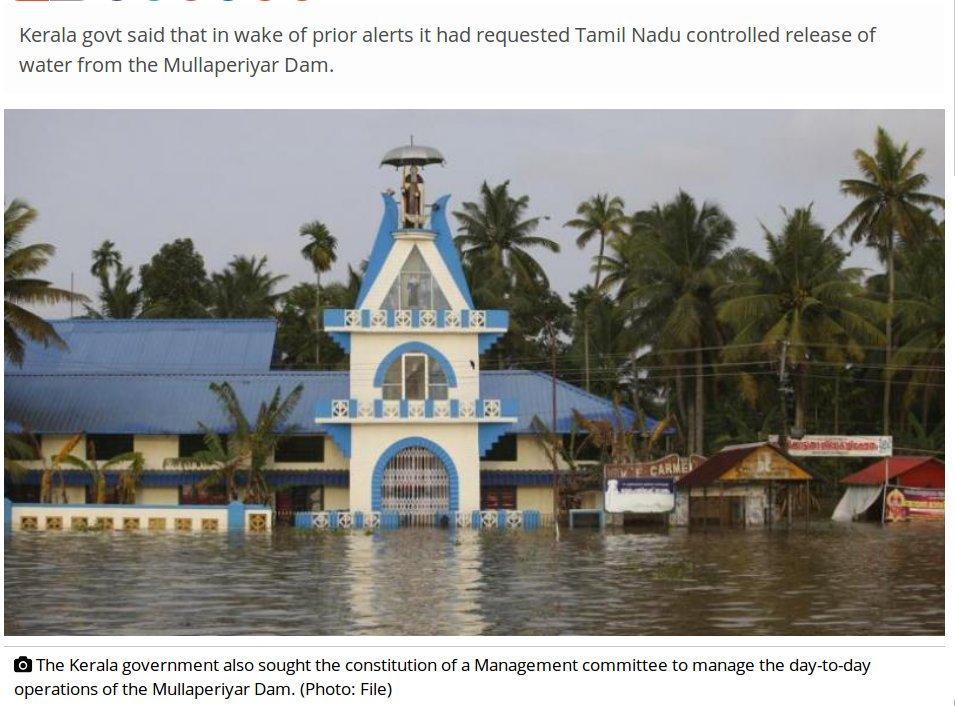 Kerala govt said that in wake of prior alerts it had requested Tamil Nadu controlled release of
water from the Mullaperiyar Dam.
CARME
The Kerala government also sought the constitution of a Management committee to manage the day-to-day
operations of the Mullaperiyar Dam. (Photo: File)